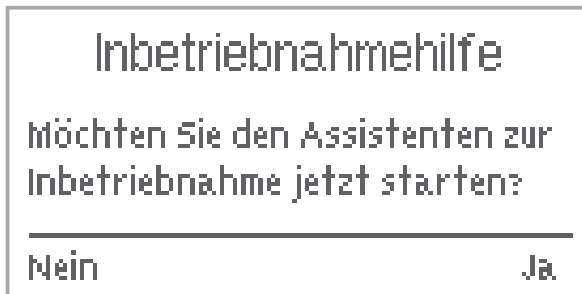 Inbetriebnahmehilfe
Möchten Sie den Assistenten zur
Inbetriebnahme jetzt starten?
Nein Ja